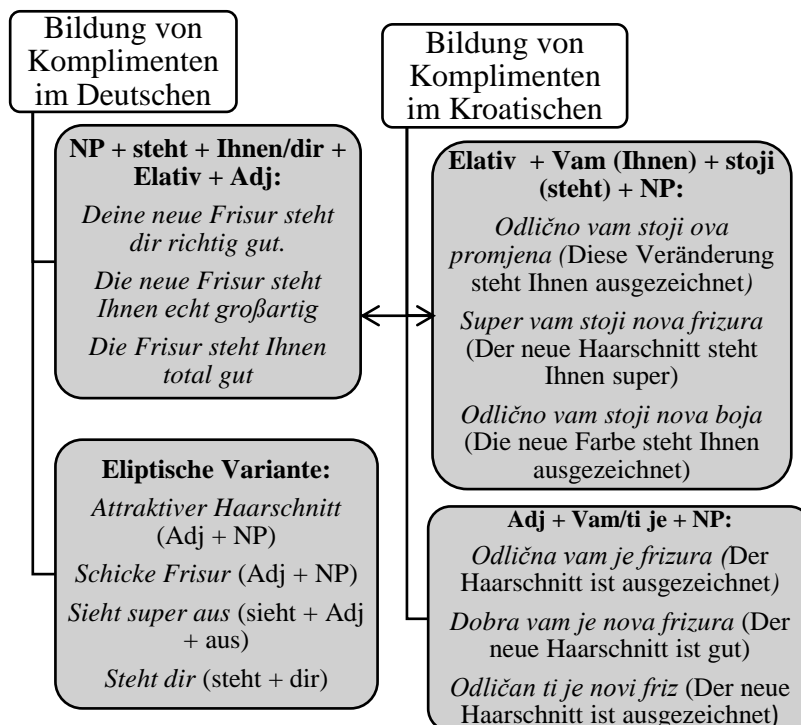 Bildung von
Komplimenten
im Deutschen
NP + steht + Ihnen/dir +
Elativ + Adj:
Deine neue Frisur steht
dir richtig gut.
Die neue Frisur steht
Ihnen echt großartig
Die Frisur steht Ihnen
total gut
Eliptische Variante:
Attraktiver Haarschnitt
(Adj + NP)
Schicke Frisur (Adj + NP)
Sieht super aus (sieht + Adj
+ aus)
Steht dir (steht + dir)
Bildung von
Komplimenten
im Kroatischen
Elativ + Vam (Ihnen) + stoji
(steht) + NP:
Odlično vam stoji ova
promjena (Diese Veränderung
steht Ihnen ausgezeichnet)
Super vam stoji nova frizura
(Der neue Haarschnitt steht
Ihnen super)
Odlično vam stoji nova boja
(Die neue Farbe steht Ihnen
ausgezeichnet)
Adj + Vam/ti je + NP:
Odlična vam je frizura (Der
Haarschnitt ist ausgezeichnet)
Dobra vam je nova frizura (Der
neue Haarschnitt ist gut)
Odličan ti je novi friz (Der neue
Haarschnitt ist ausgezeichnet)